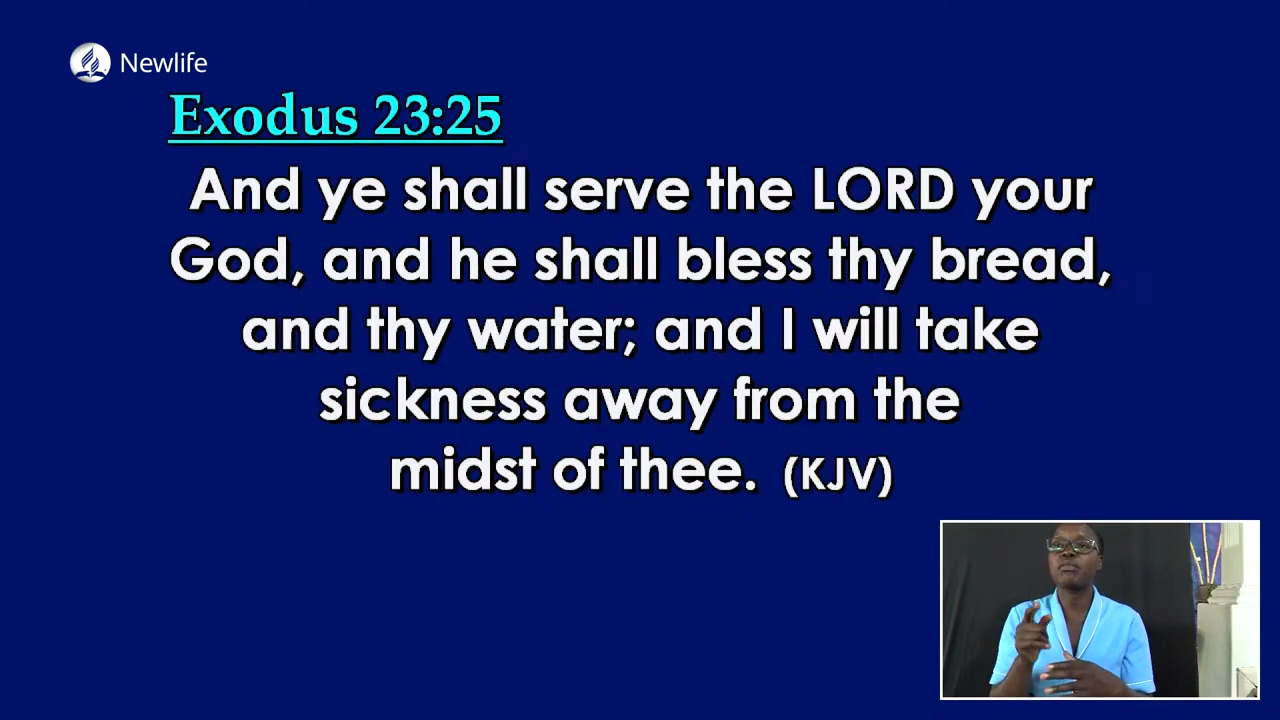 Newlife
Exodus 23:25
And ye shall serve the LORD your
God, and he shall bless thy bread,
and thy water; and I will take
sickness away from the
midst of thee. (KJV)